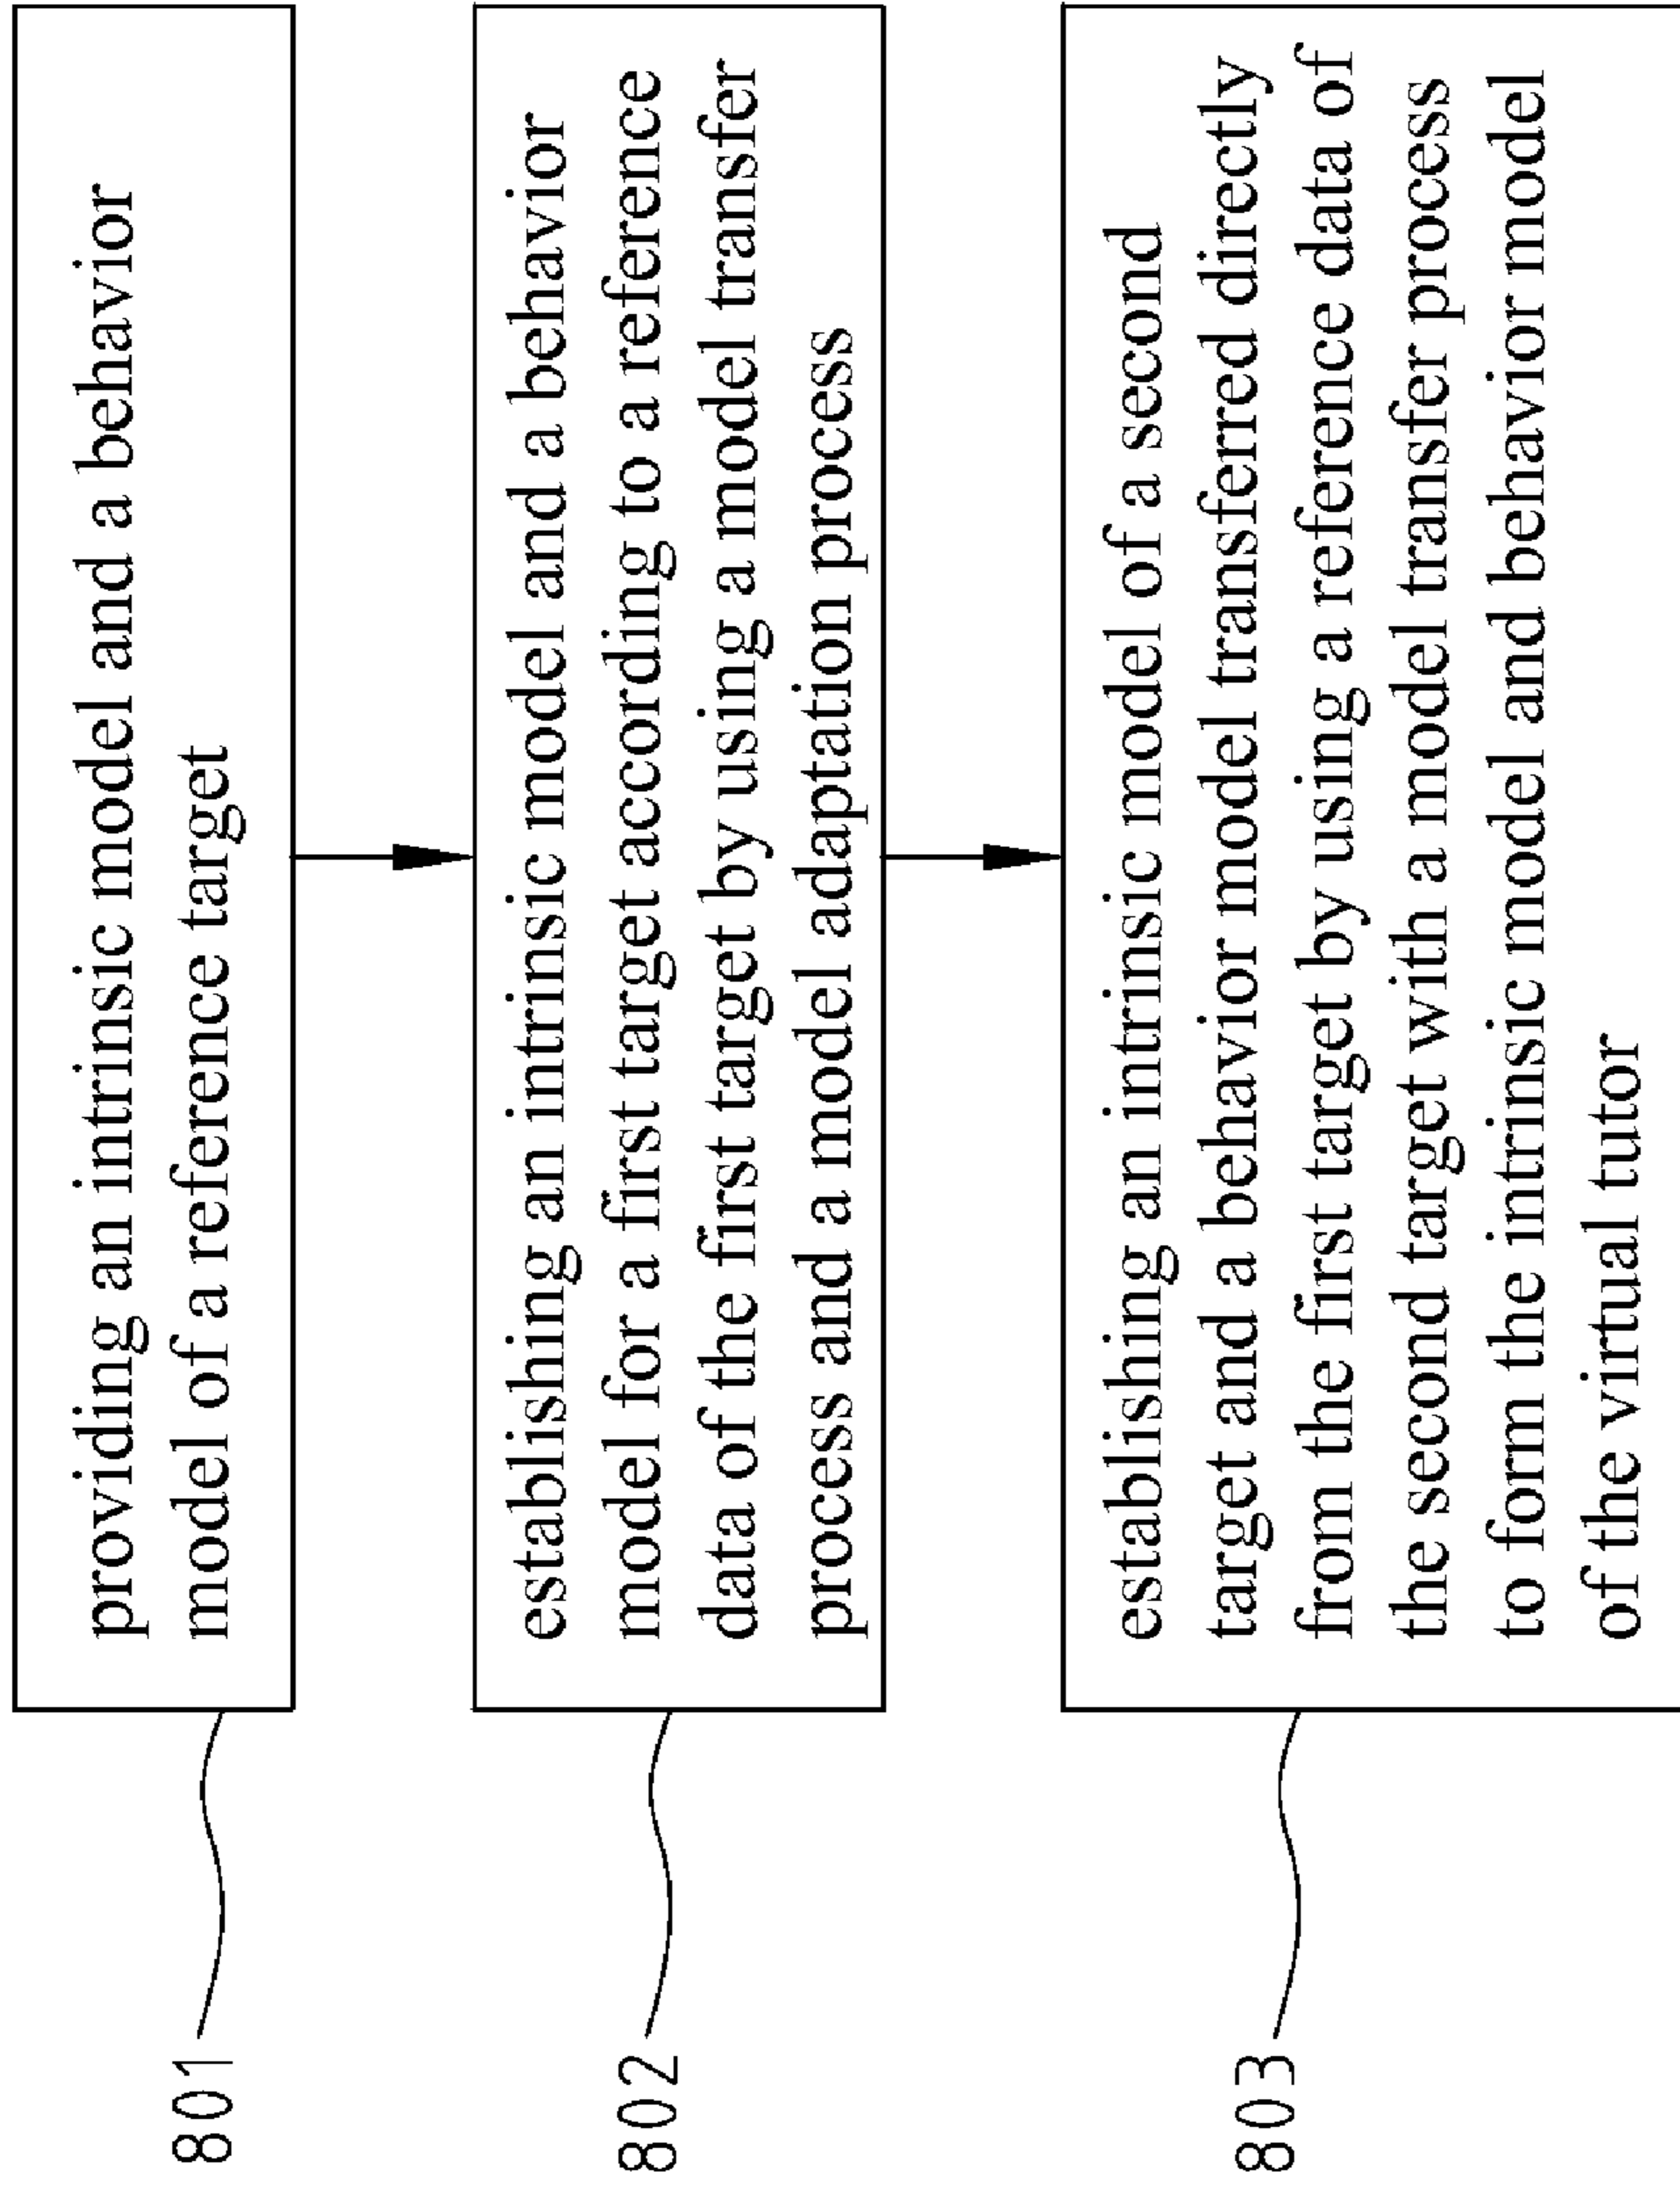 801
providing an intrinsic model and a behavior
model of a reference target
802
establishing an intrinsic model and a behavior
model for a first target according to a reference
data of the first target by using a model transfer
process and a model adaptation process
803
establishing an intrinsic model of a second
target and a behavior model transferred directly
from the first target by using a reference data of
the second target with a model transfer process
to form the intrinsic model and behavior model
of the virtual tutor